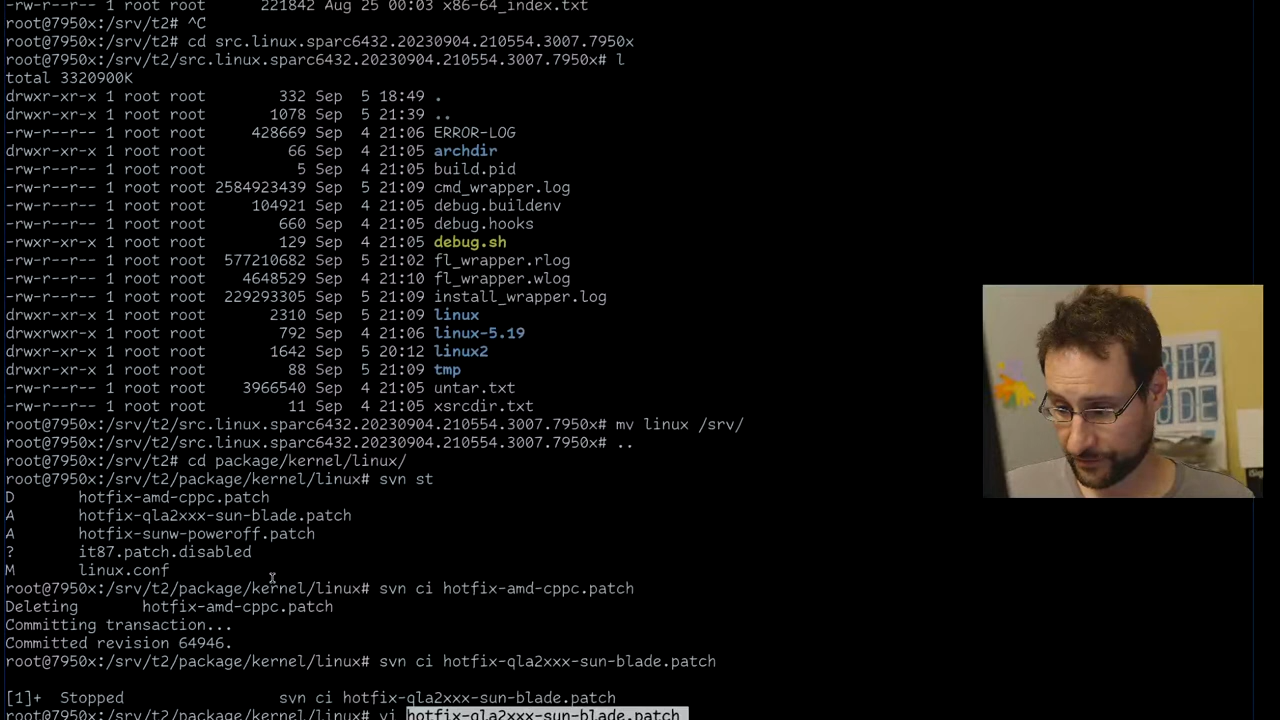 -rw-r--r-- 1 root root     221842 Aug 25 00:03 x86-64_index.txt
root@7950x:/srv/t2# ^C
root@7950x:/srv/t2# cd src.linux.sparc6432.20230904.210554.3007.7950x
root@7950x:/srv/t2/src.linux.sparc6432.20230904.210554.3007.7950x# l
total 3320900K
drwxr-xr-x 1 root root        332 Sep  5 18:49 .
drwxr-xr-x 1 root root       1078 Sep  5 21:39 ..
-rw-r--r-- 1 root root     428669 Sep  4 21:06 ERROR-LOG
drwxr-xr-x 1 root root         66 Sep  4 21:05 archdir
-rw-r--r-- 1 root root          5 Sep  4 21:05 build.pid
-rw-r--r-- 1 root root 2584923439 Sep  5 21:09 cmd_wrapper.log
-rw-r--r-- 1 root root     104921 Sep  4 21:05 debug.buildenv
-rw-r--r-- 1 root root        660 Sep  4 21:05 debug.hooks
-rwxr-xr-x 1 root root        129 Sep  4 21:05 debug.sh
-rw-r--r-- 1 root root  577210682 Sep  5 21:02 fl_wrapper.rlog
-rw-r--r-- 1 root root    4648529 Sep  4 21:10 fl_wrapper.wlog
-rw-r--r-- 1 root root  229293305 Sep  5 21:09 install_wrapper.log
drwxr-xr-x 1 root root       2310 Sep  5 21:09 linux
drwxrwxr-x 1 root root        792 Sep  4 21:06 linux-5.19
drwxr-xr-x 1 root root       1642 Sep  5 20:12 linux2
drwxr-xr-x 1 root root         88 Sep  5 21:09 tmp
-rw-r--r-- 1 root root    3966540 Sep  4 21:05 untar.txt
-rw-r--r-- 1 root root         11 Sep  4 21:05 xsrcdir.txt
root@7950x:/srv/t2/src.linux.sparc6432.20230904.210554.3007.7950x# mv linux /srv/
root@7950x:/srv/t2/src.linux.sparc6432.20230904.210554.3007.7950x# ..
root@7950x:/srv/t2# cd package/kernel/linux/
root@7950x:/srv/t2/package/kernel/linux# svn st
D       hotfix-amd-cppc.patch
A       hotfix-qla2xxx-sun-blade.patch
A       hotfix-sunw-poweroff.patch
?       it87.patch.disabled
M       linux.conf
root@7950x:/srv/t2/package/kernel/linux# svn ci hotfix-amd-cppc.patch
Deleting       hotfix-amd-cppc.patch
Committing transaction...
Committed revision 64946.
root@7950x:/srv/t2/package/kernel/linux# svn ci hotfix-qla2xxx-sun-blade.patch
[1]+  Stopped                 svn ci hotfix-qla2xxx-sun-blade.patch
root@7950x:/srv/t2/package/kernel/linux# vi hotfix-qla2xxx-sun-blade.patch